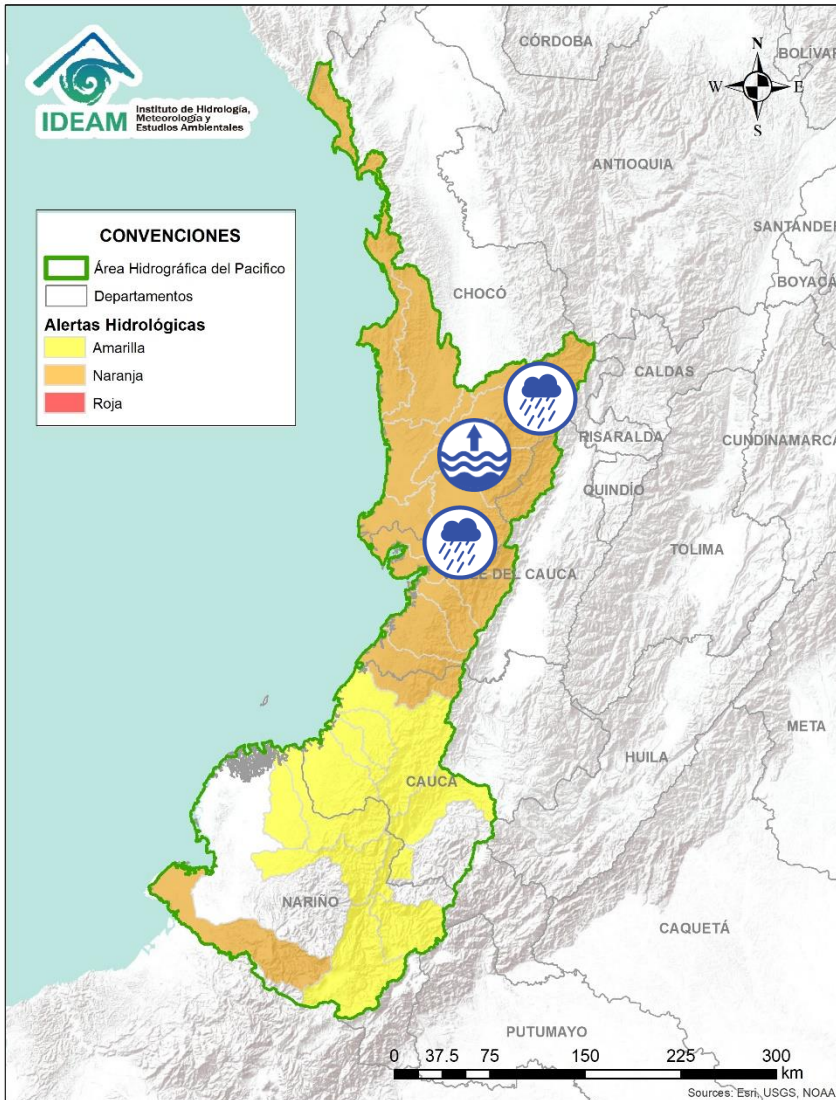 IDEAM
Instituto de Hidrología,
Meteorología y
Estudios Ambientales
CÓRDOBA
BOLÍVAR
N
W
E
S
ANTIOQUIA
SANTANDER
BOYACÁ
CONVENCIONES
Área Hidrográfica del Pacifico
Departamentos
Alertas Hidrológicas
Amarilla
Naranja
Roja
CHOCÓ
CALDAS
RISARALDA
CUNDINAMARCA
QUINDÍO
TOLIMA
DEL CAUCA
META
HUILA
CAUCA
NARIÑO
CAQUETÁ
PUTUMAYO
0 37.5 75 150 225 300
km
Sources: Esri, USGS, NOAA